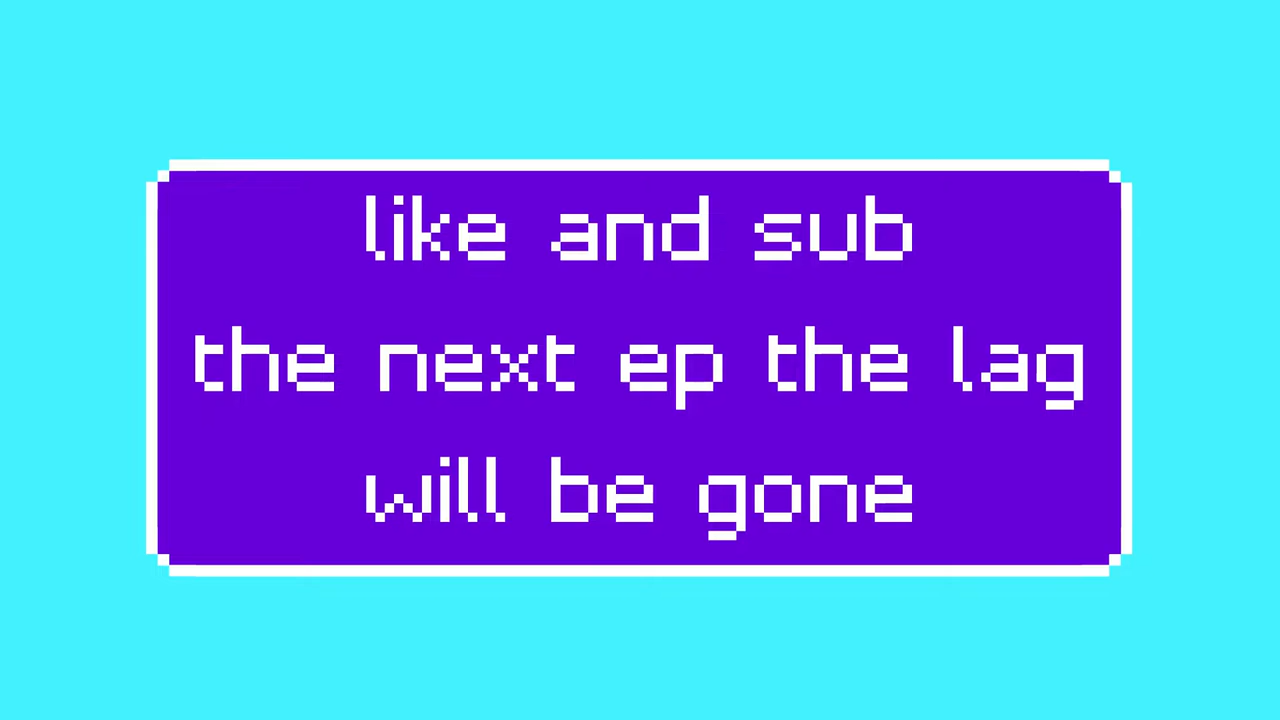 like and sub
the next ep the lag
will be gone